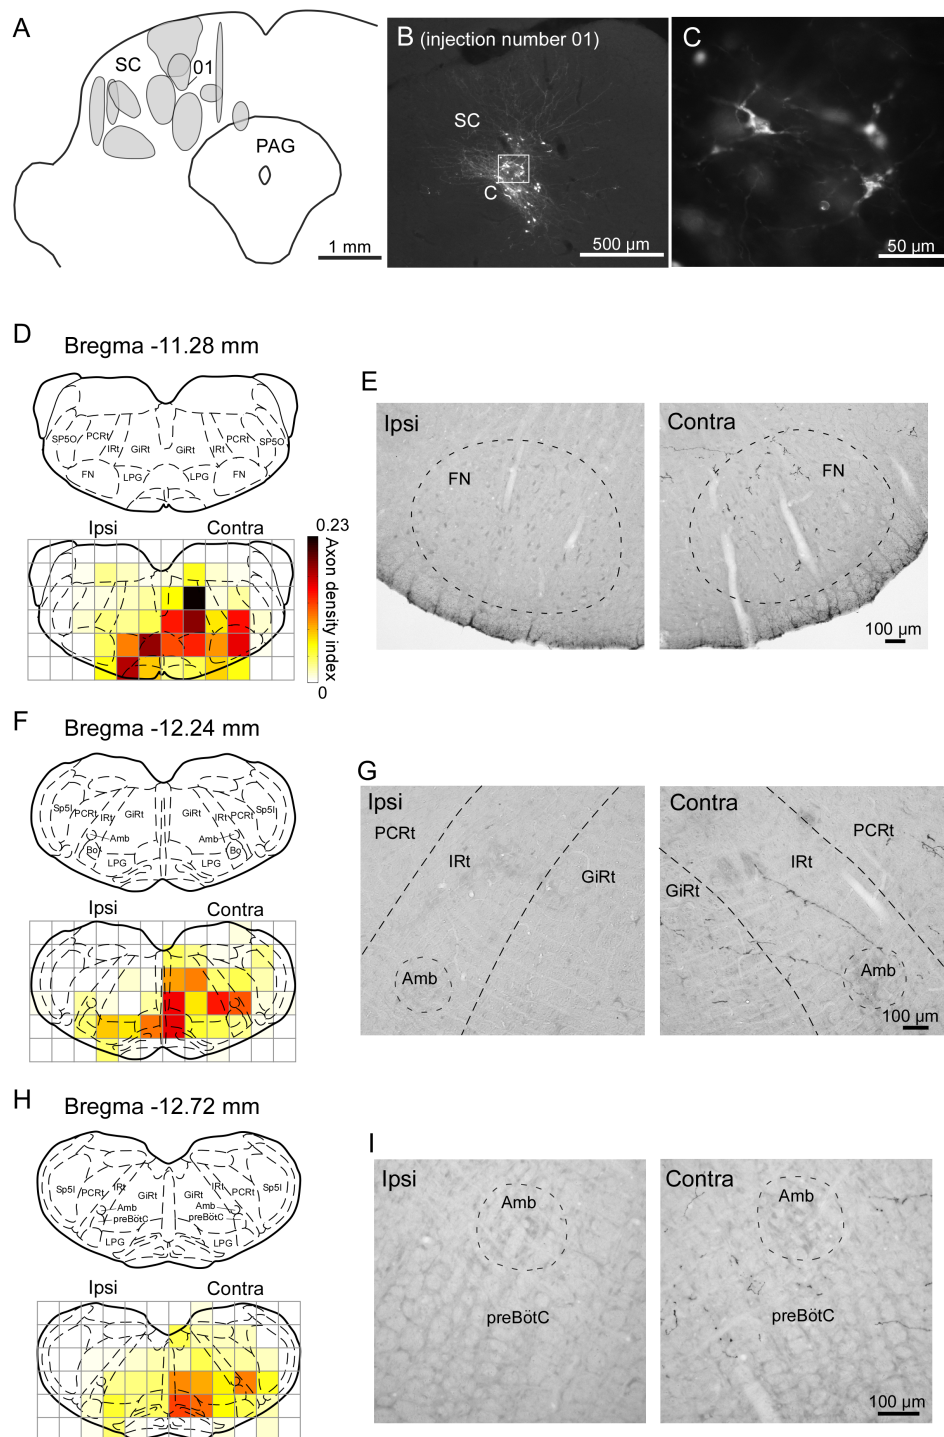 A
SC
01
PAG
1 mm
B (injection number 01)
SC
C
500 µm
C
50 µm
D
Bregma -11.28 mm
SP5O PCRt IRt GiRt GiRt IRt PCRt SP5O
FN LPG LPG FN
Ipsi Contra
0.23
Axon density index
0
E
Ipsi
FN
Contra
FN
100 µm
F
Bregma -12.24 mm
Sp5I PCRt IRt GiRt GiRt IRt PCRt Sp5I
Amb Amb
Bo LPG LPG Bo
Ipsi Contra
G
Ipsi
PCRt
IRt
GiRt
Amb
Contra
PCRt
IRt
GiRt
Amb
100 µm
H
Bregma -12.72 mm
Sp5I PCRt IRt GiRt GiRt IRt PCRt Sp5I
Amb Amb
preBötC preBötC
LPG LPG
Ipsi Contra
I
Ipsi
Amb
preBötC
Contra
Amb
preBötC
100 µm